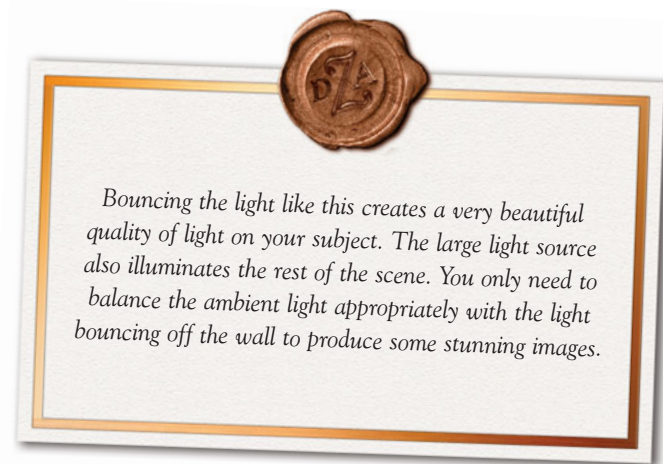 DZA
Bouncing the light like this creates a very beautiful
quality of light on your subject. The large light source
also illuminates the rest of the scene. You only need to
balance the ambient light appropriately with the light
bouncing off the wall to produce some stunning images.